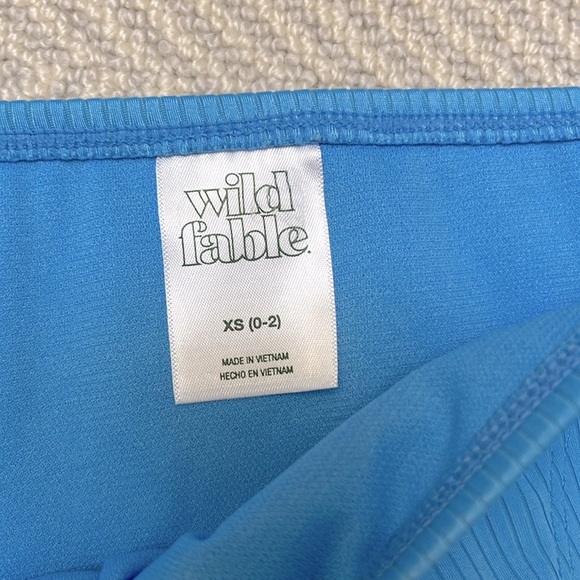 wild
fable.
XS (0-2)
MADE IN VIETNAM
HECHO EN VIETNAM